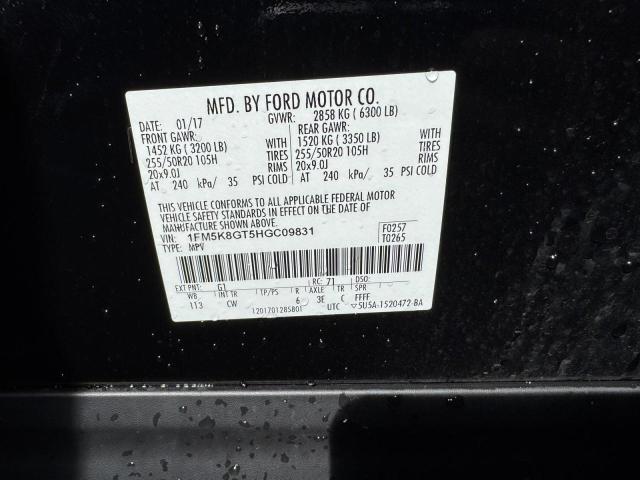 MFD. BY FORD MOTOR CO.
DATE: 01/17 GVWR: 2858 KG ( 6300 LB)
FRONT GAWR: REAR GAWR:
1452 KG ( 3200 LB) WITH 1520 KG ( 3350 LB) WITH
255/50R20 105H TIRES 255/50R20 105H TIRES
20x9.0J RIMS 20x9.0J RIMS
AT 240 kPa/ 35 PSI COLD AT 240 kPa/ 35 PSI COLD
THIS VEHICLE CONFORMS TO ALL APPLICABLE FEDERAL MOTOR
VEHICLE SAFETY STANDARDS IN EFFECT ON THE DATE OF
MANUFACTURE SHOWN ABOVE.
VIN: 1FM5K8GT5HGC09831 F0257
TYPE: MPV T0265
EXT PNT: G1 RC: 71 DSO:
WB INT TR TP/PS R AXLE TR SPR
113 CW 6 3E C FFFF
1201701285801 UTC 5U5A-1520472-BA